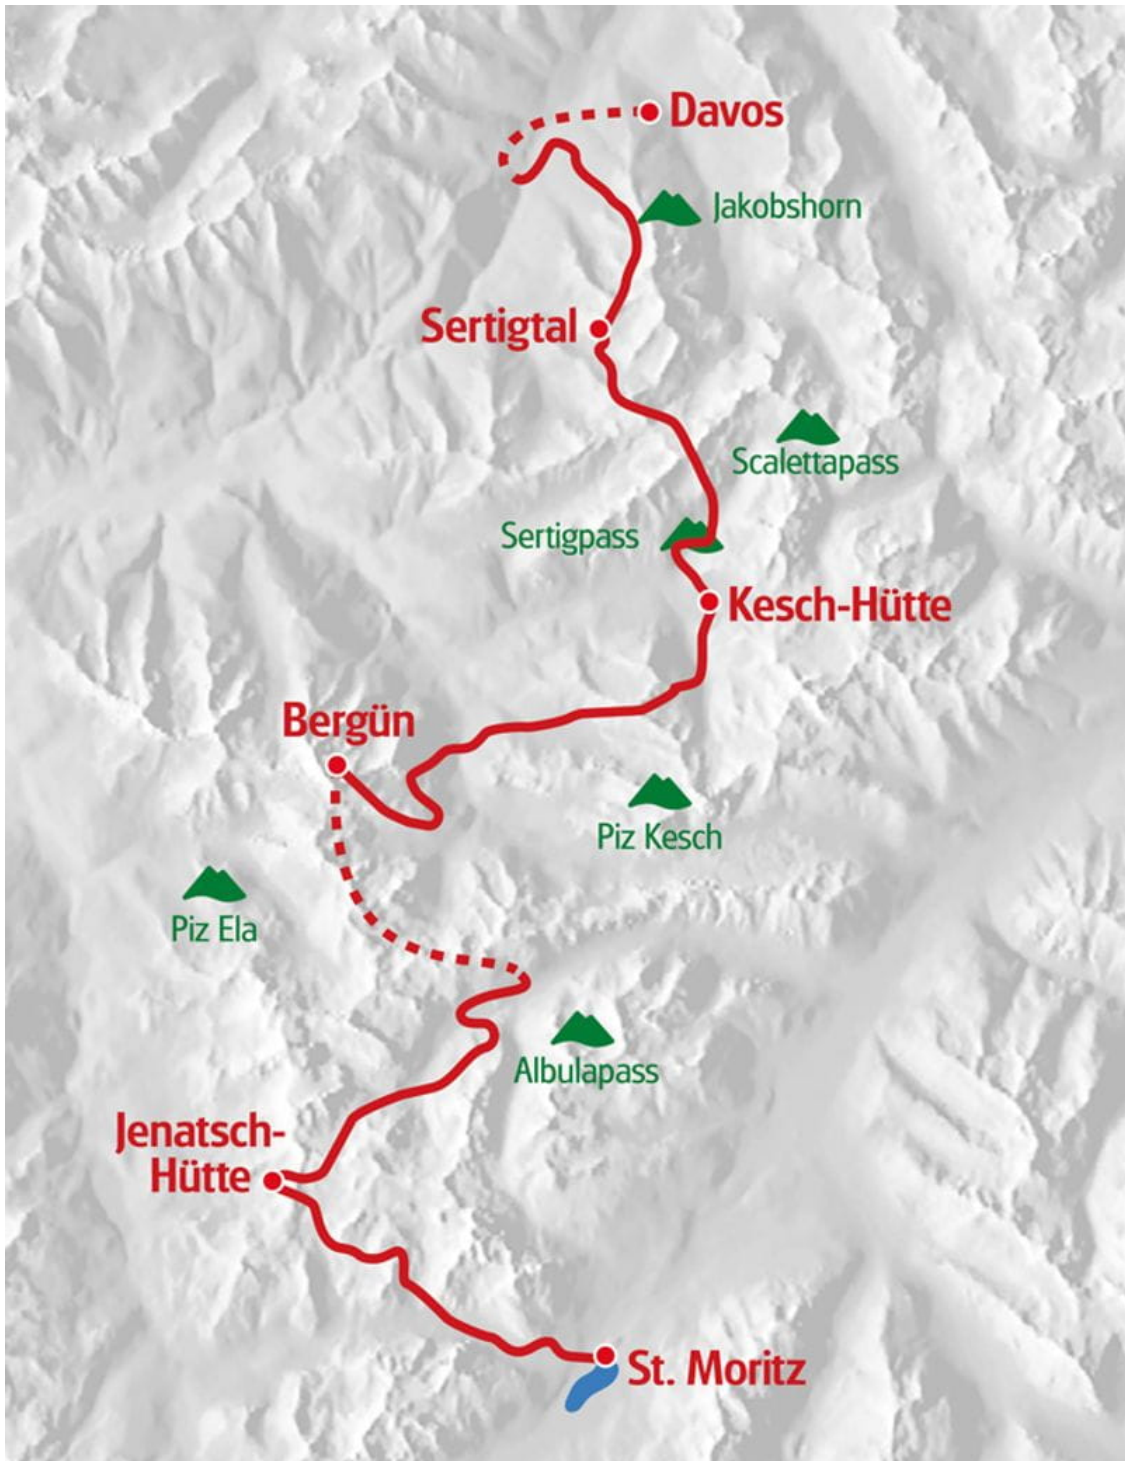 Davos
Jakobshorn
Sertigtal
Scalettapass
Sertigpass
Kesch-Hütte
Bergün
Piz Kesch
Piz Ela
Albulapass
Jenatsch-
Hütte
St. Moritz